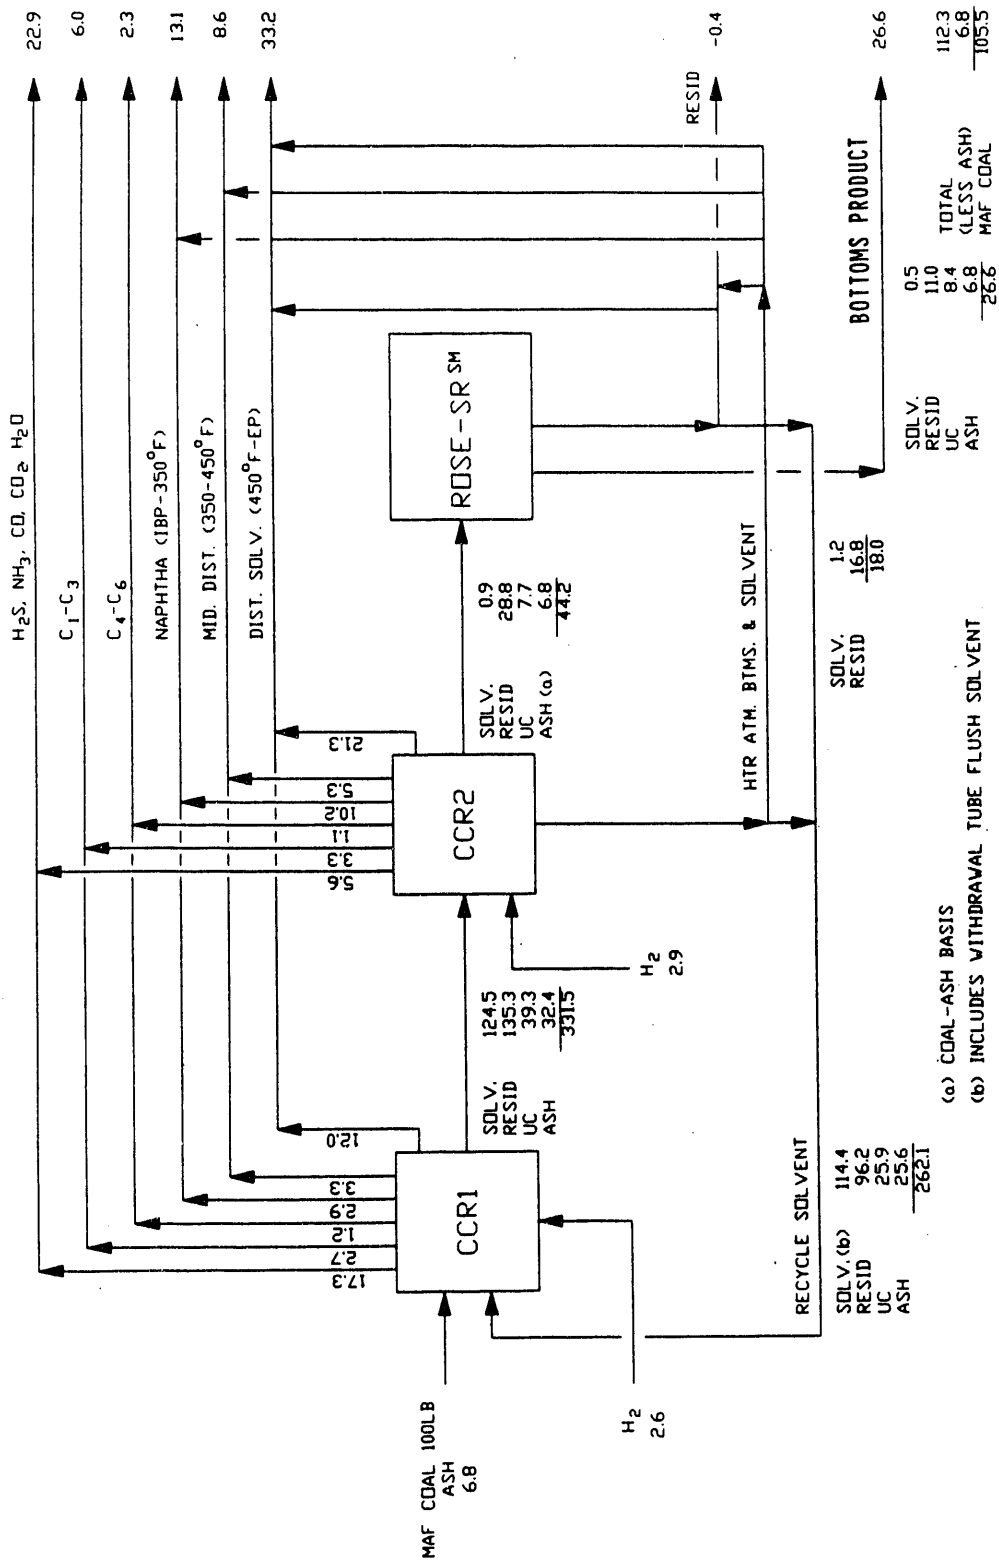 H₂S, NH₃, CO, CO₂ H₂O
22.9
C₁-C₃
6.0
C₄-C₆
2.3
NAPHTHA (IBP-350°F)
13.1
MID. DIST. (350-450°F)
8.6
DIST. SOLV. (450°F-EP)
33.2
17.3
2.7
1.2
2.9
3.3
12.0
5.6
3.3
1.1
10.2
5.3
21.3
MAF COAL 100LB
ASH
6.8
CCR1
H₂
2.6
SOLV. 124.5
RESID 135.3
UC 39.3
ASH 32.4
331.5
CCR2
H₂
2.9
SOLV. 0.9
RESID 28.8
UC 7.7
ASH (a) 6.8
44.2
ROSE-SR SM
RESID
-0.4
HTR ATM. BTMS. & SOLVENT
BOTTOMS PRODUCT
26.6
RECYCLE SOLVENT
SOLV.(b) 114.4
RESID 96.2
UC 25.9
ASH 25.6
262.1
SOLV. 1.2
RESID 16.8
18.0
SOLV. 0.5
RESID 11.0
UC 8.4
ASH 6.8
26.6
TOTAL 112.3
(LESS ASH) 6.8
MAF COAL 105.5
(a) COAL-ASH BASIS
(b) INCLUDES WITHDRAWAL TUBE FLUSH SOLVENT